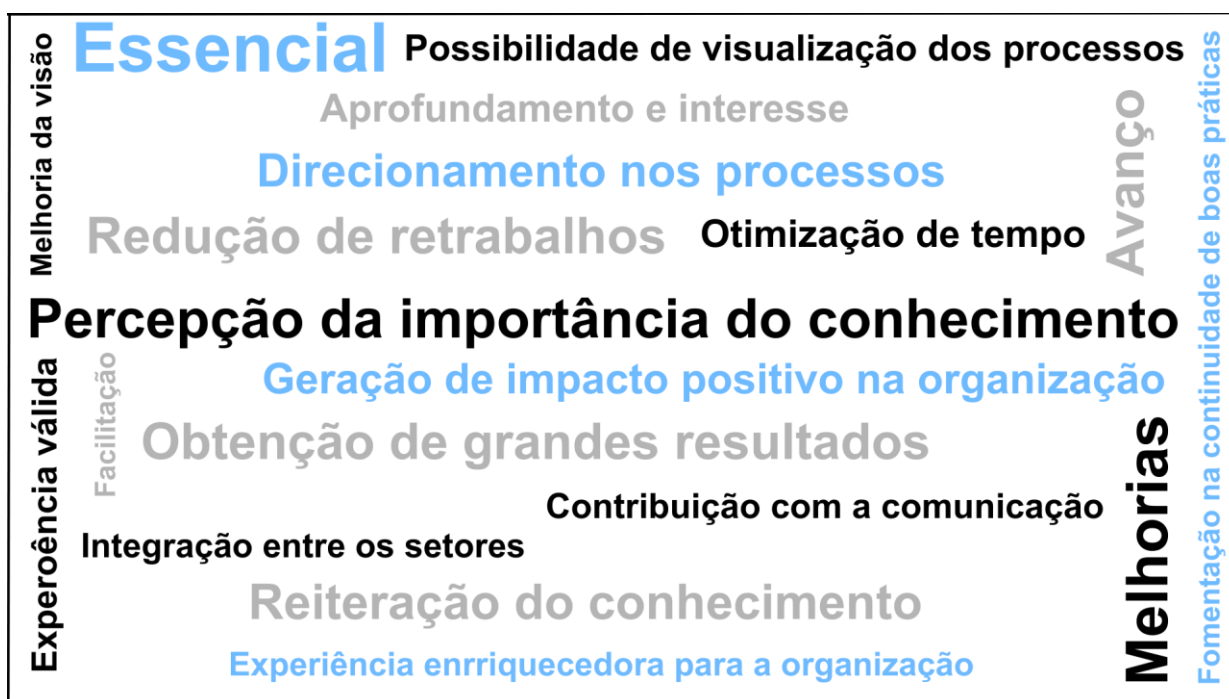 Melhoria da visão
Essencial
Possibilidade de visualização dos processos
Aprofundamento e interesse
Direcionamento nos processos
Redução de retrabalhos
Otimização de tempo
Avanço
Fomentação na continuidade de boas práticas
Percepção da importância do conhecimento
Experoência válida
Facilitação
Geração de impacto positivo na organização
Obtenção de grandes resultados
Melhorias
Contribuição com a comunicação
Integração entre os setores
Reiteração do conhecimento
Experiência enrriquecedora para a organização